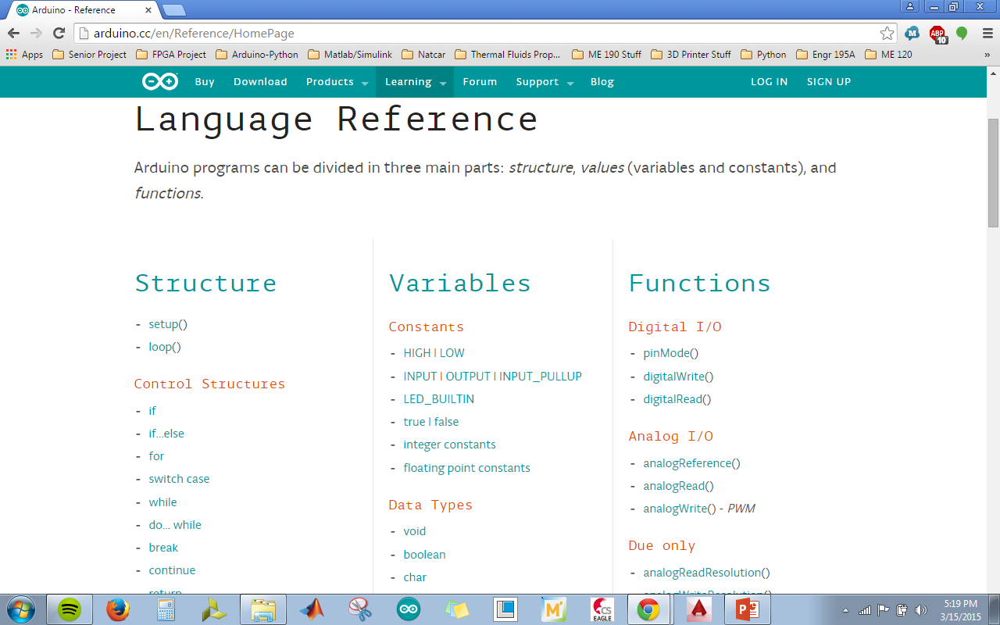 Arduino - Reference
arduino.cc/en/Reference/HomePage
ABP
10
Apps Senior Project FPGA Project Arduino-Python Matlab/Simulink Natcar Thermal Fluids Prop... ME 190 Stuff 3D Printer Stuff Python Engr 195A ME 120 »
Buy Download Products Learning Forum Support Blog LOG IN SIGN UP
Language Reference
Arduino programs can be divided in three main parts: structure, values (variables and constants), and
functions.
Structure
- setup()
- loop()
Control Structures
- if
- if...else
- for
- switch case
- while
- do... while
- break
- continue
return
Variables
Constants
- HIGH | LOW
- INPUT | OUTPUT | INPUT_PULLUP
- LED_BUILTIN
- true | false
- integer constants
- floating point constants
Data Types
- void
- boolean
- char
Functions
Digital I/O
- pinMode()
- digitalWrite()
- digitalRead()
Analog I/O
- analogReference()
- analogRead()
- analogWrite() - PWM
Due only
- analogReadResolution()
analogWriteResolution()
M
CS
EAGLE
5:19 PM
3/15/2015